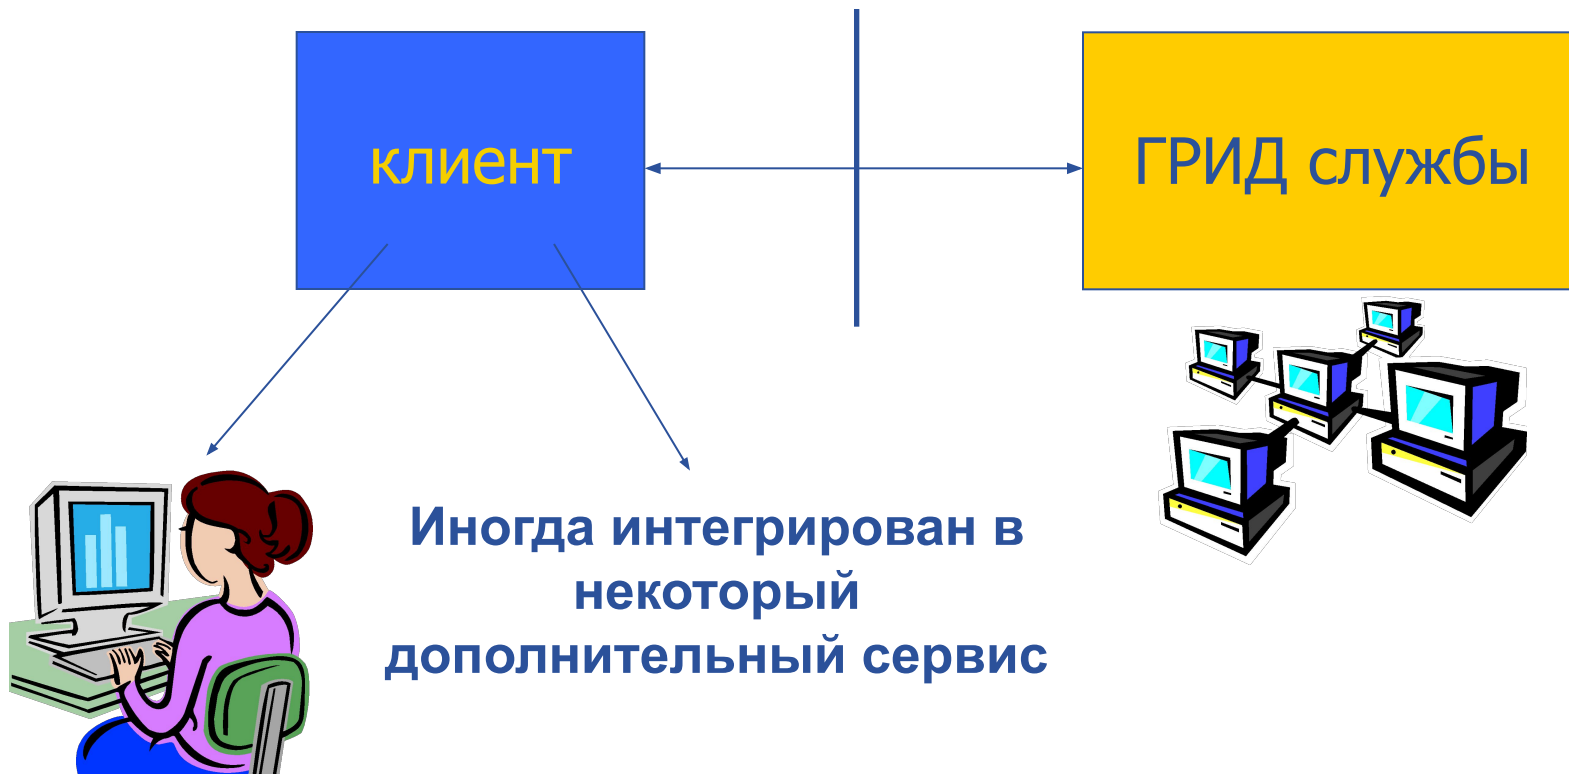 клиент
ГРИД службы
Иногда интегрирован в
некоторый
дополнительный сервис